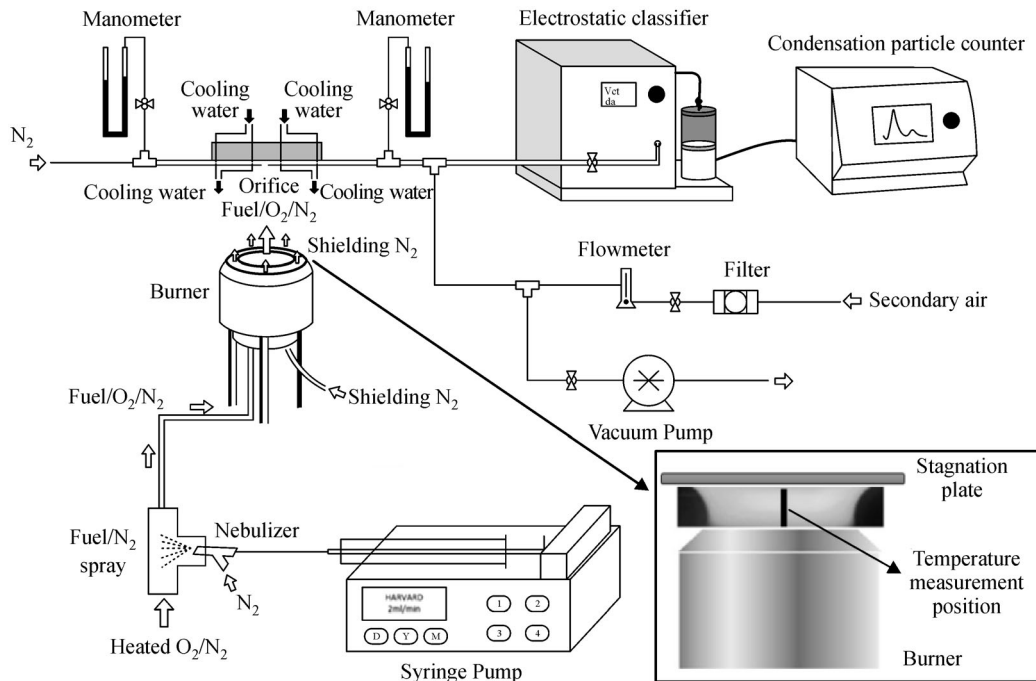 Manometer
Manometer
Electrostatic classifier
Condensation particle counter
Cooling
water
Cooling
water
Vct
da
N2
Cooling water
Orifice
Cooling water
Fuel/O2/N2
Shielding N2
Burner
Flowmeter
Filter
Secondary air
Fuel/O2/N2
Shielding N2
Vacuum Pump
Stagnation
plate
Fuel/N2
spray
Nebulizer
N2
Heated O2/N2
HARVARD
2ml/min
1
2
3
4
D
Y
M
Syringe Pump
Temperature
measurement
position
Burner